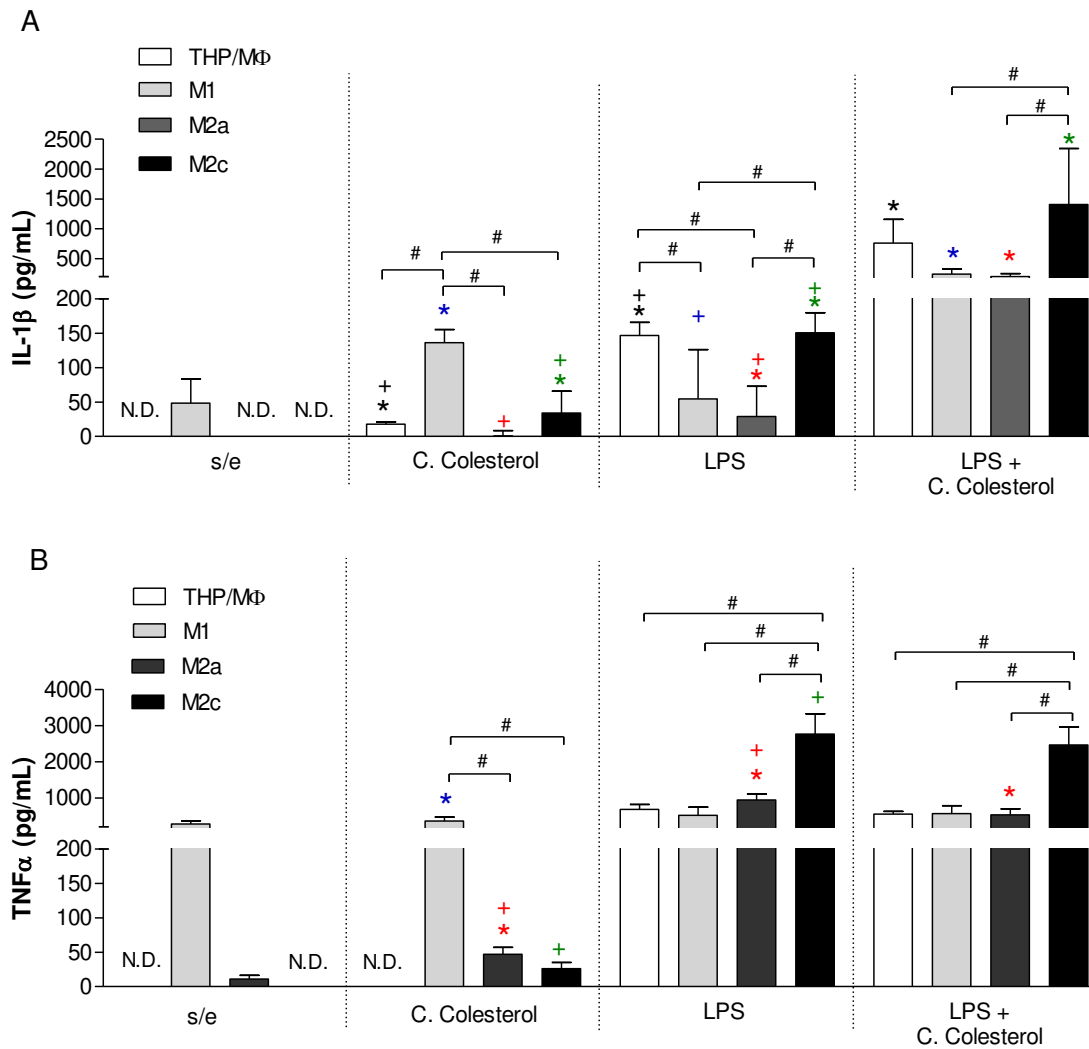 A
THP/MΦ
M1
M2a
M2c
IL-1β (pg/mL)
2500
2000
1500
1000
500
200
150
100
50
0
N.D.
N.D.
N.D.
*
+
*
+
+
*
#
#
#
+
*
+
+
*
+
*
#
#
#
#
*
*
*
*
#
#
s/e
C. Colesterol
LPS
LPS +
C. Colesterol
B
THP/MΦ
M1
M2a
M2c
TNFα (pg/mL)
4000
3000
2000
1000
200
150
100
50
0
N.D.
N.D.
N.D.
*
+
*
+
#
#
+
*
+
#
#
#
*
#
#
#
s/e
C. Colesterol
LPS
LPS +
C. Colesterol